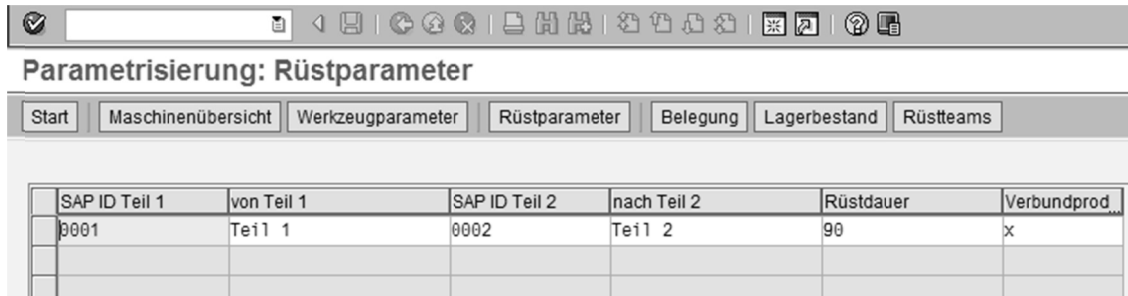 Parametrisierung: Rüstparameter
Start Maschinenübersicht Werkzeugparameter Rüstparameter Belegung Lagerbestand Rüstteams
SAP ID Teil 1 von Teil 1 SAP ID Teil 2 nach Teil 2 Rüstdauer Verbundprod...
0001 Teil 1 0002 Teil 2 90 x